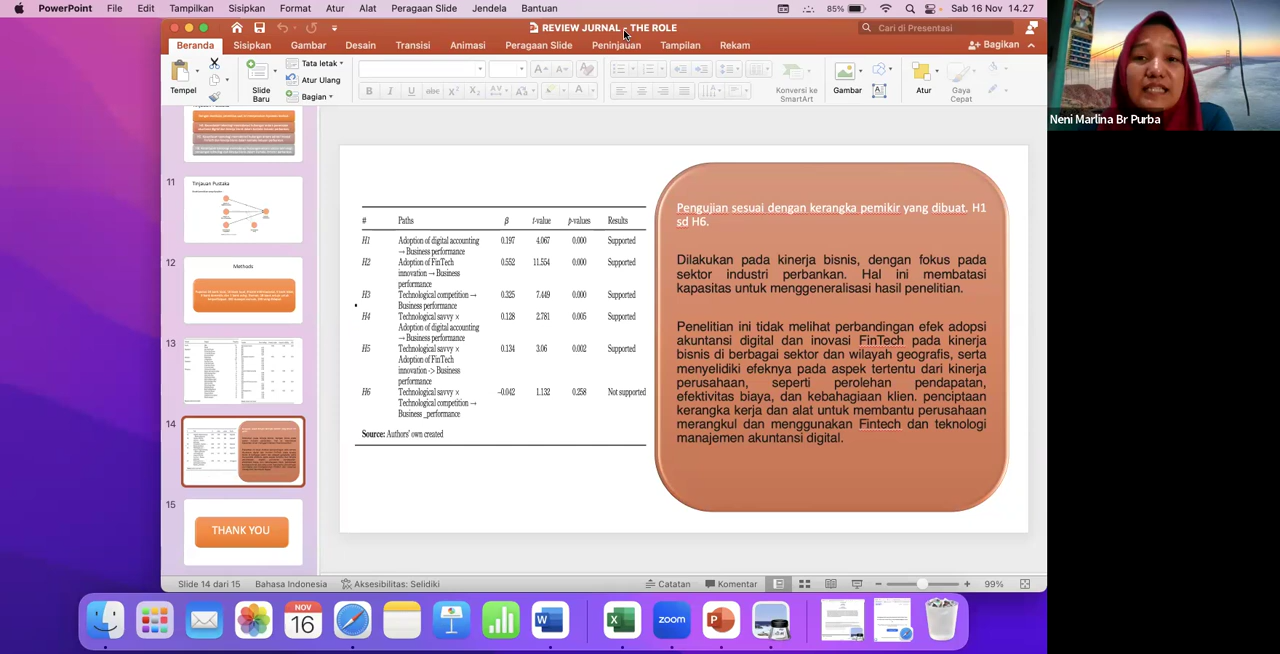 PowerPoint File Edit Tampilkan Sisipkan Format Atur Alat Peragaan Slide Jendela Bantuan 85% Sab 16 Nov 14.27
REVIEW JURNAL - THE ROLE
Cari di Presentasi
Beranda Sisipkan Gambar Desain Transisi Animasi Peragaan Slide Peninjauan Tampilan Rekam Bagikan
Tempel
Slide Baru
Tata letak
Atur Ulang
Bagian
Konversi ke SmartArt
Gambar
Atur
Gaya Cepat
11
Tinjauan Pustaka
12
Methods
13
14
15
THANK YOU
# Paths β t-value p-values Results
H1 Adoption of digital accounting 0.197 4.067 0.000 Supported
→ Business performance
H2 Adoption of FinTech 0.552 11.554 0.000 Supported
innovation → Business
performance
H3 Technological competition → 0.325 7.449 0.000 Supported
Business performance
H4 Technological savvy × 0.128 2.781 0.005 Supported
Adoption of digital accounting
→ Business performance
H5 Technological savvy × 0.134 3.06 0.002 Supported
Adoption of FinTech
innovation -> Business
performance
H6 Technological savvy × −0.042 1.132 0.258 Not supported
Technological competition →
Business _performance
Source: Authors' own created
Pengujian sesuai dengan kerangka pemikir yang dibuat. H1
sd H6.
Dilakukan pada kinerja bisnis, dengan fokus pada
sektor industri perbankan. Hal ini membatasi
kapasitas untuk menggeneralisasi hasil penelitian.
Penelitian ini tidak melihat perbandingan efek adopsi
akuntansi digital dan inovasi FinTech pada kinerja
bisnis di berbagai sektor dan wilayah geografis, serta
menyelidiki efeknya pada aspek tertentu dari kinerja
perusahaan, seperti perolehan pendapatan,
efektivitas biaya, dan kebahagiaan klien. penciptaan
kerangka kerja dan alat untuk membantu perusahaan
merangkul dan menggunakan Fintech dan teknologi
manajemen akuntansi digital.
Slide 14 dari 15 Bahasa Indonesia Aksesibilitas: Selidiki Catatan Komentar 99%
NOV
16
zoom
Neni Marlina Br Purba